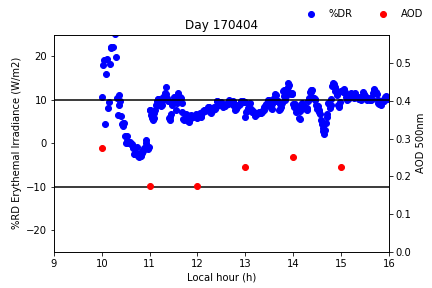 %DR AOD
Day 170404
%RD Erythemal Irradiance (W/m2)
20
10
0
−10
−20
0.5
0.4
0.3
0.2
0.1
0.0
AOD 500nm
9 10 11 12 13 14 15 16
Local hour (h)